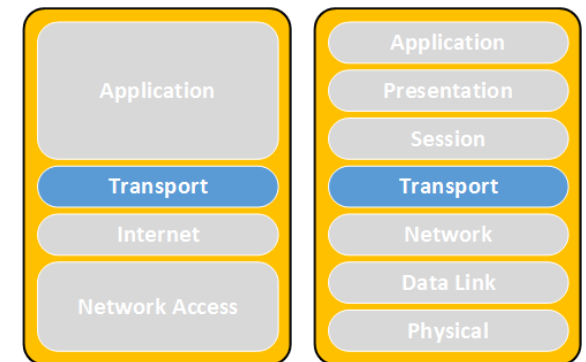 Application
Transport
Internet
Network Access
Application
Presentation
Session
Transport
Network
Data Link
Physical